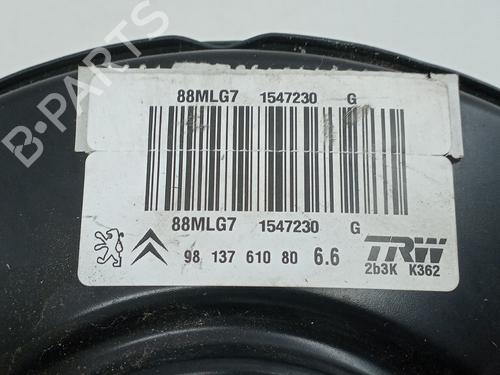 88MLG7 1547230 G
88MLG7 1547230 G
98 137 610 80 6.6
TRW
2b3K K362
B-PARTS